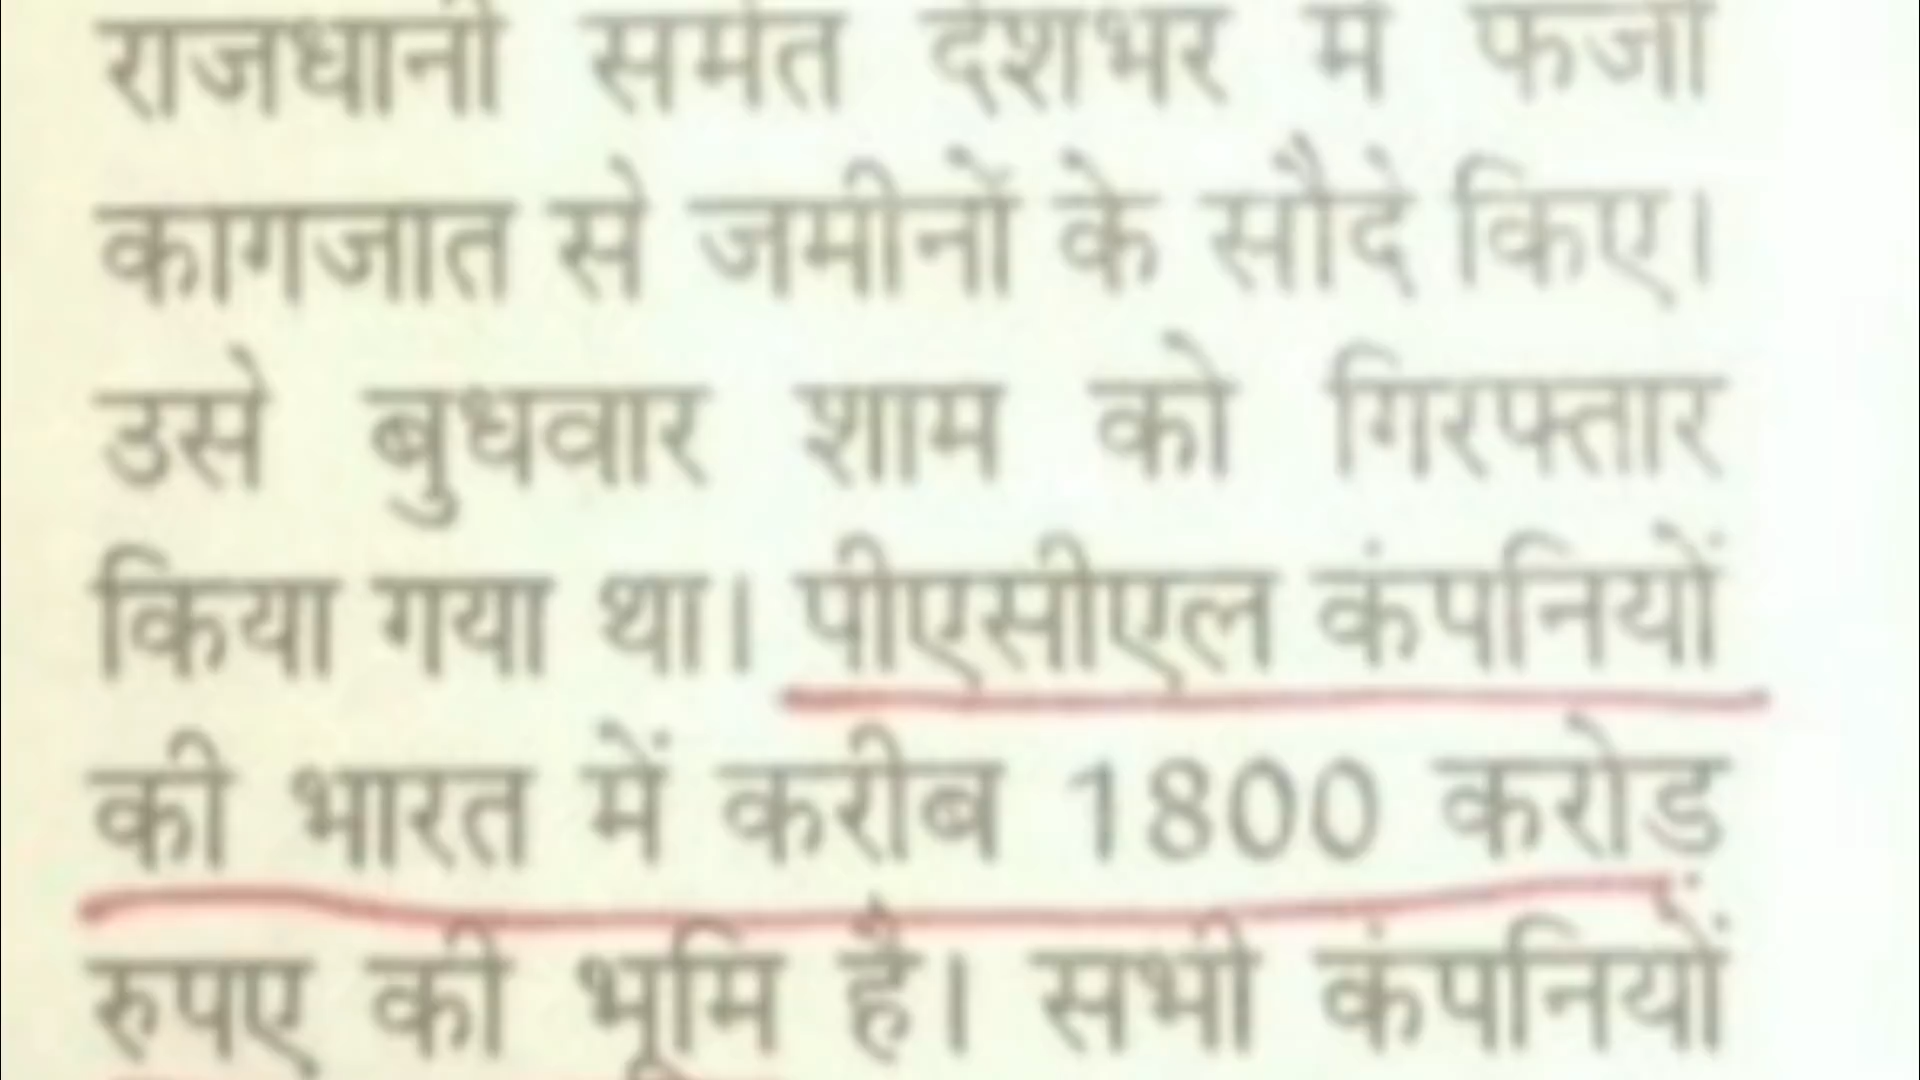 राजधानी समेत देशभर में फर्जी
कागजात से जमीनों के सौदे किए।
उसे बुधवार शाम को गिरफ्तार
किया गया था। पीएसीएल कंपनियों
की भारत में करीब 1800 करोड़
रुपए की भूमि है। सभी कंपनियों